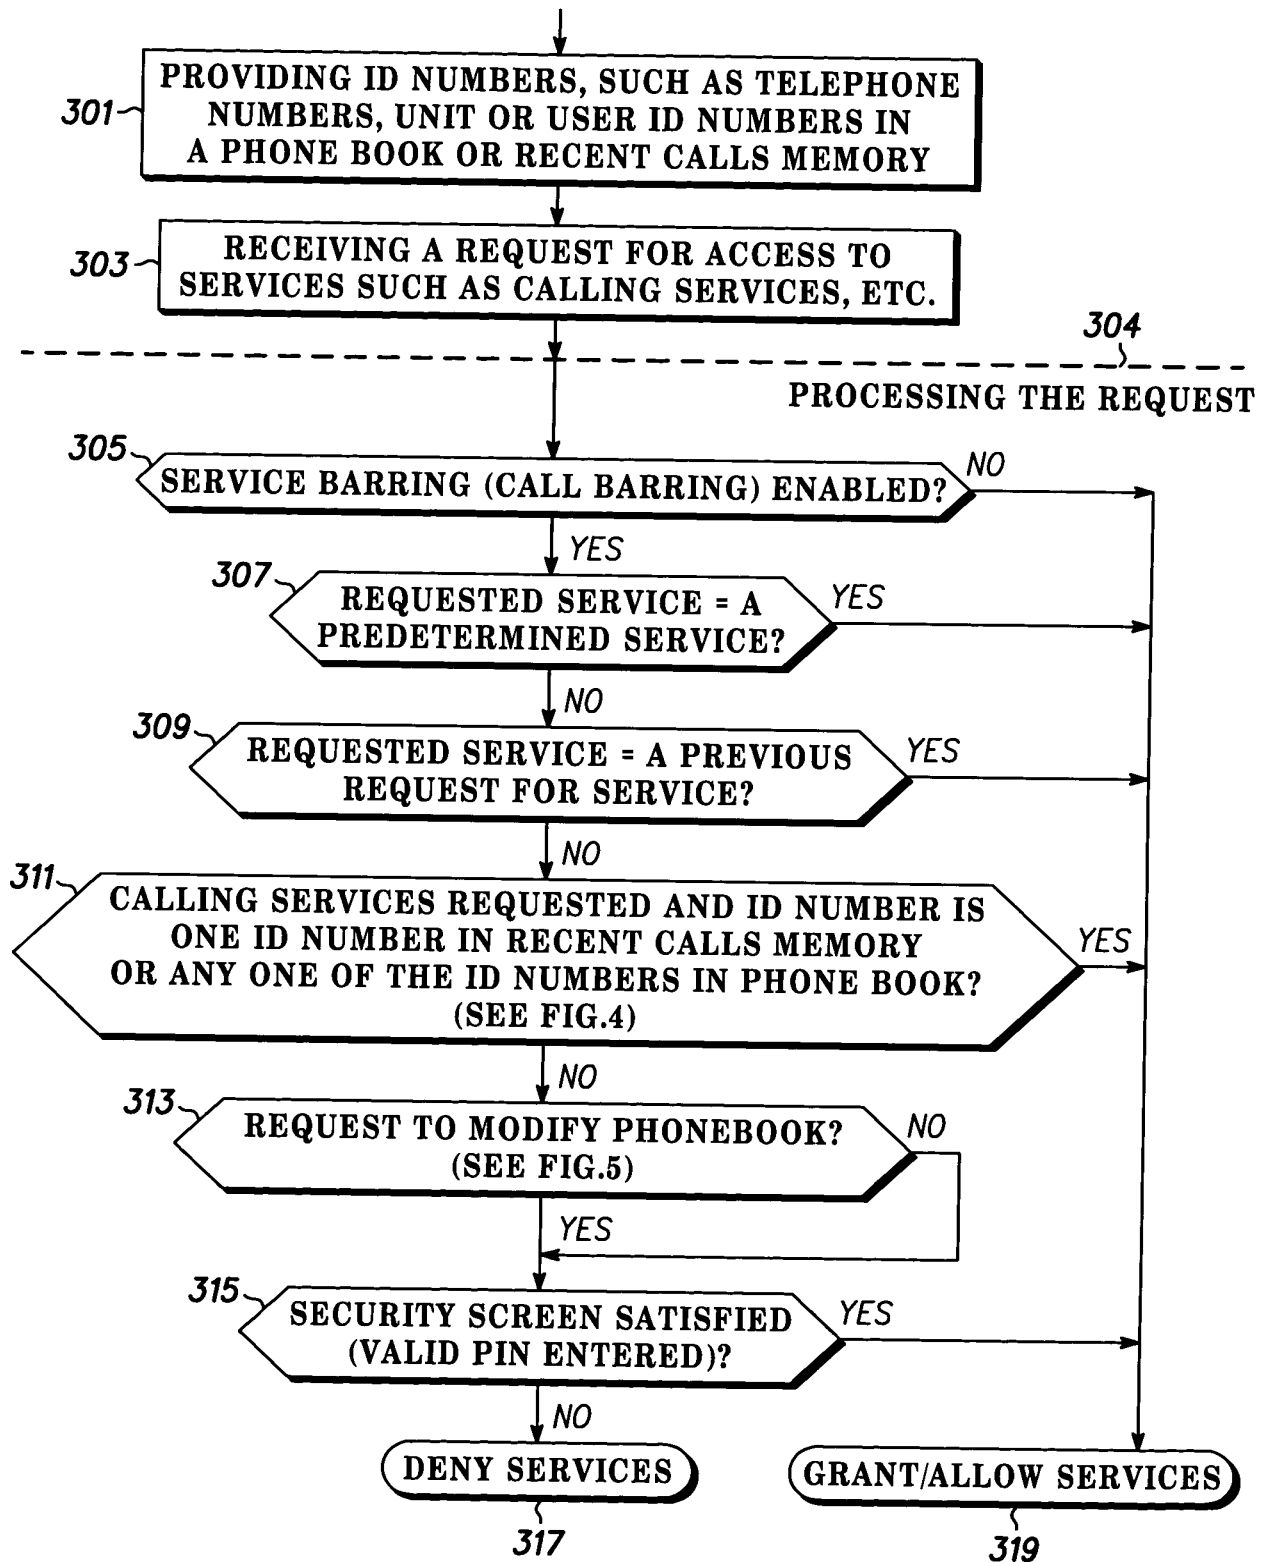 301
PROVIDING ID NUMBERS, SUCH AS TELEPHONE
NUMBERS, UNIT OR USER ID NUMBERS IN
A PHONE BOOK OR RECENT CALLS MEMORY
303
RECEIVING A REQUEST FOR ACCESS TO
SERVICES SUCH AS CALLING SERVICES, ETC.
304
PROCESSING THE REQUEST
305
SERVICE BARRING (CALL BARRING) ENABLED?
NO
YES
307
REQUESTED SERVICE = A
PREDETERMINED SERVICE?
YES
NO
309
REQUESTED SERVICE = A PREVIOUS
REQUEST FOR SERVICE?
YES
NO
311
CALLING SERVICES REQUESTED AND ID NUMBER IS
ONE ID NUMBER IN RECENT CALLS MEMORY
OR ANY ONE OF THE ID NUMBERS IN PHONE BOOK?
(SEE FIG.4)
YES
NO
313
REQUEST TO MODIFY PHONEBOOK?
(SEE FIG.5)
NO
YES
315
SECURITY SCREEN SATISFIED
(VALID PIN ENTERED)?
YES
NO
DENY SERVICES
GRANT/ALLOW SERVICES
317
319